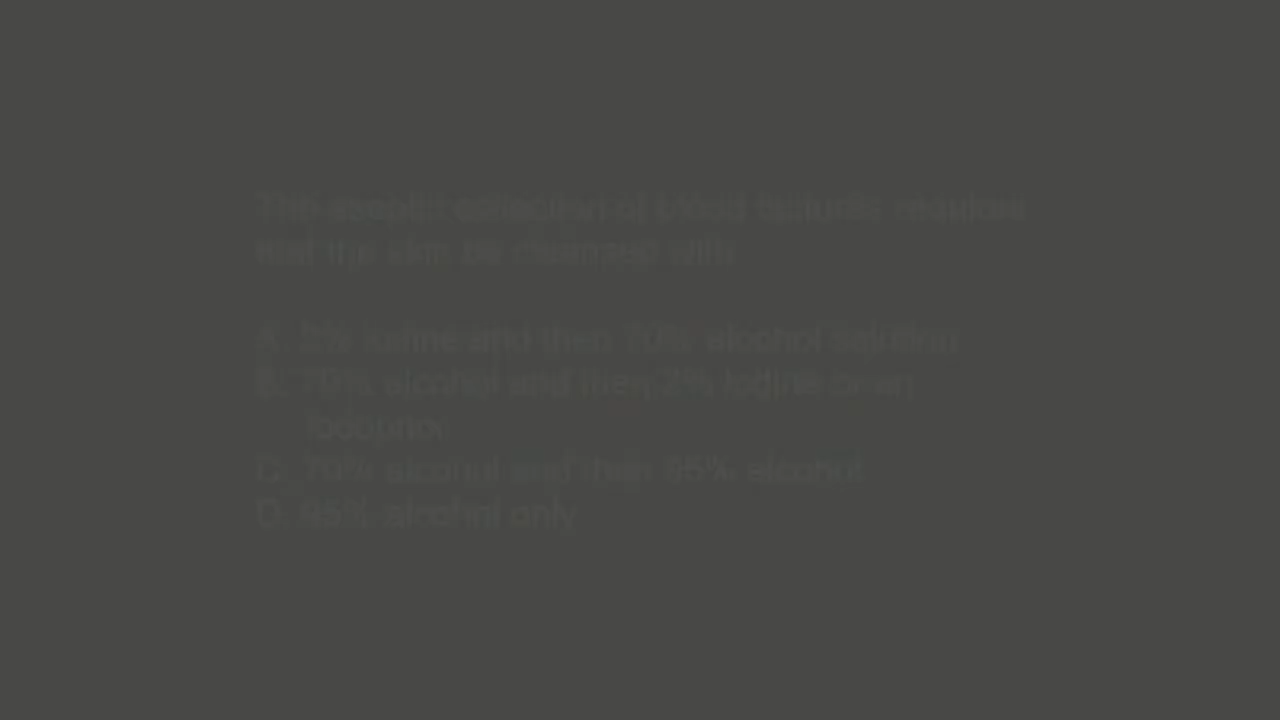 The aseptic collection of blood cultures requires
that the skin be cleansed with
A. 2% Iodine and then 70% alcohol solution
B. 70% alcohol and then 2% Iodine or an
Iodophor
C. 70% alcohol and then 95% alcohol
D. 95% alcohol only